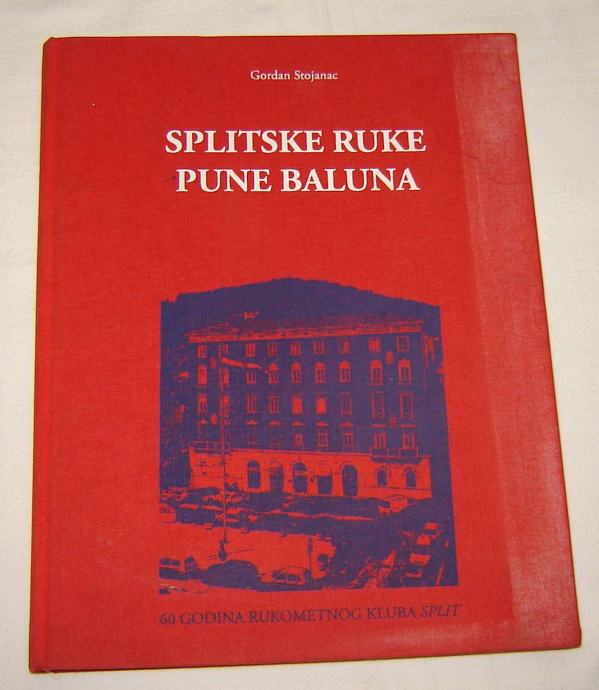 Gordan Stojanac
SPLITSKE RUKE
PUNE BALUNA
60 GODINA RUKOMETNOG KLUBA SPLIT